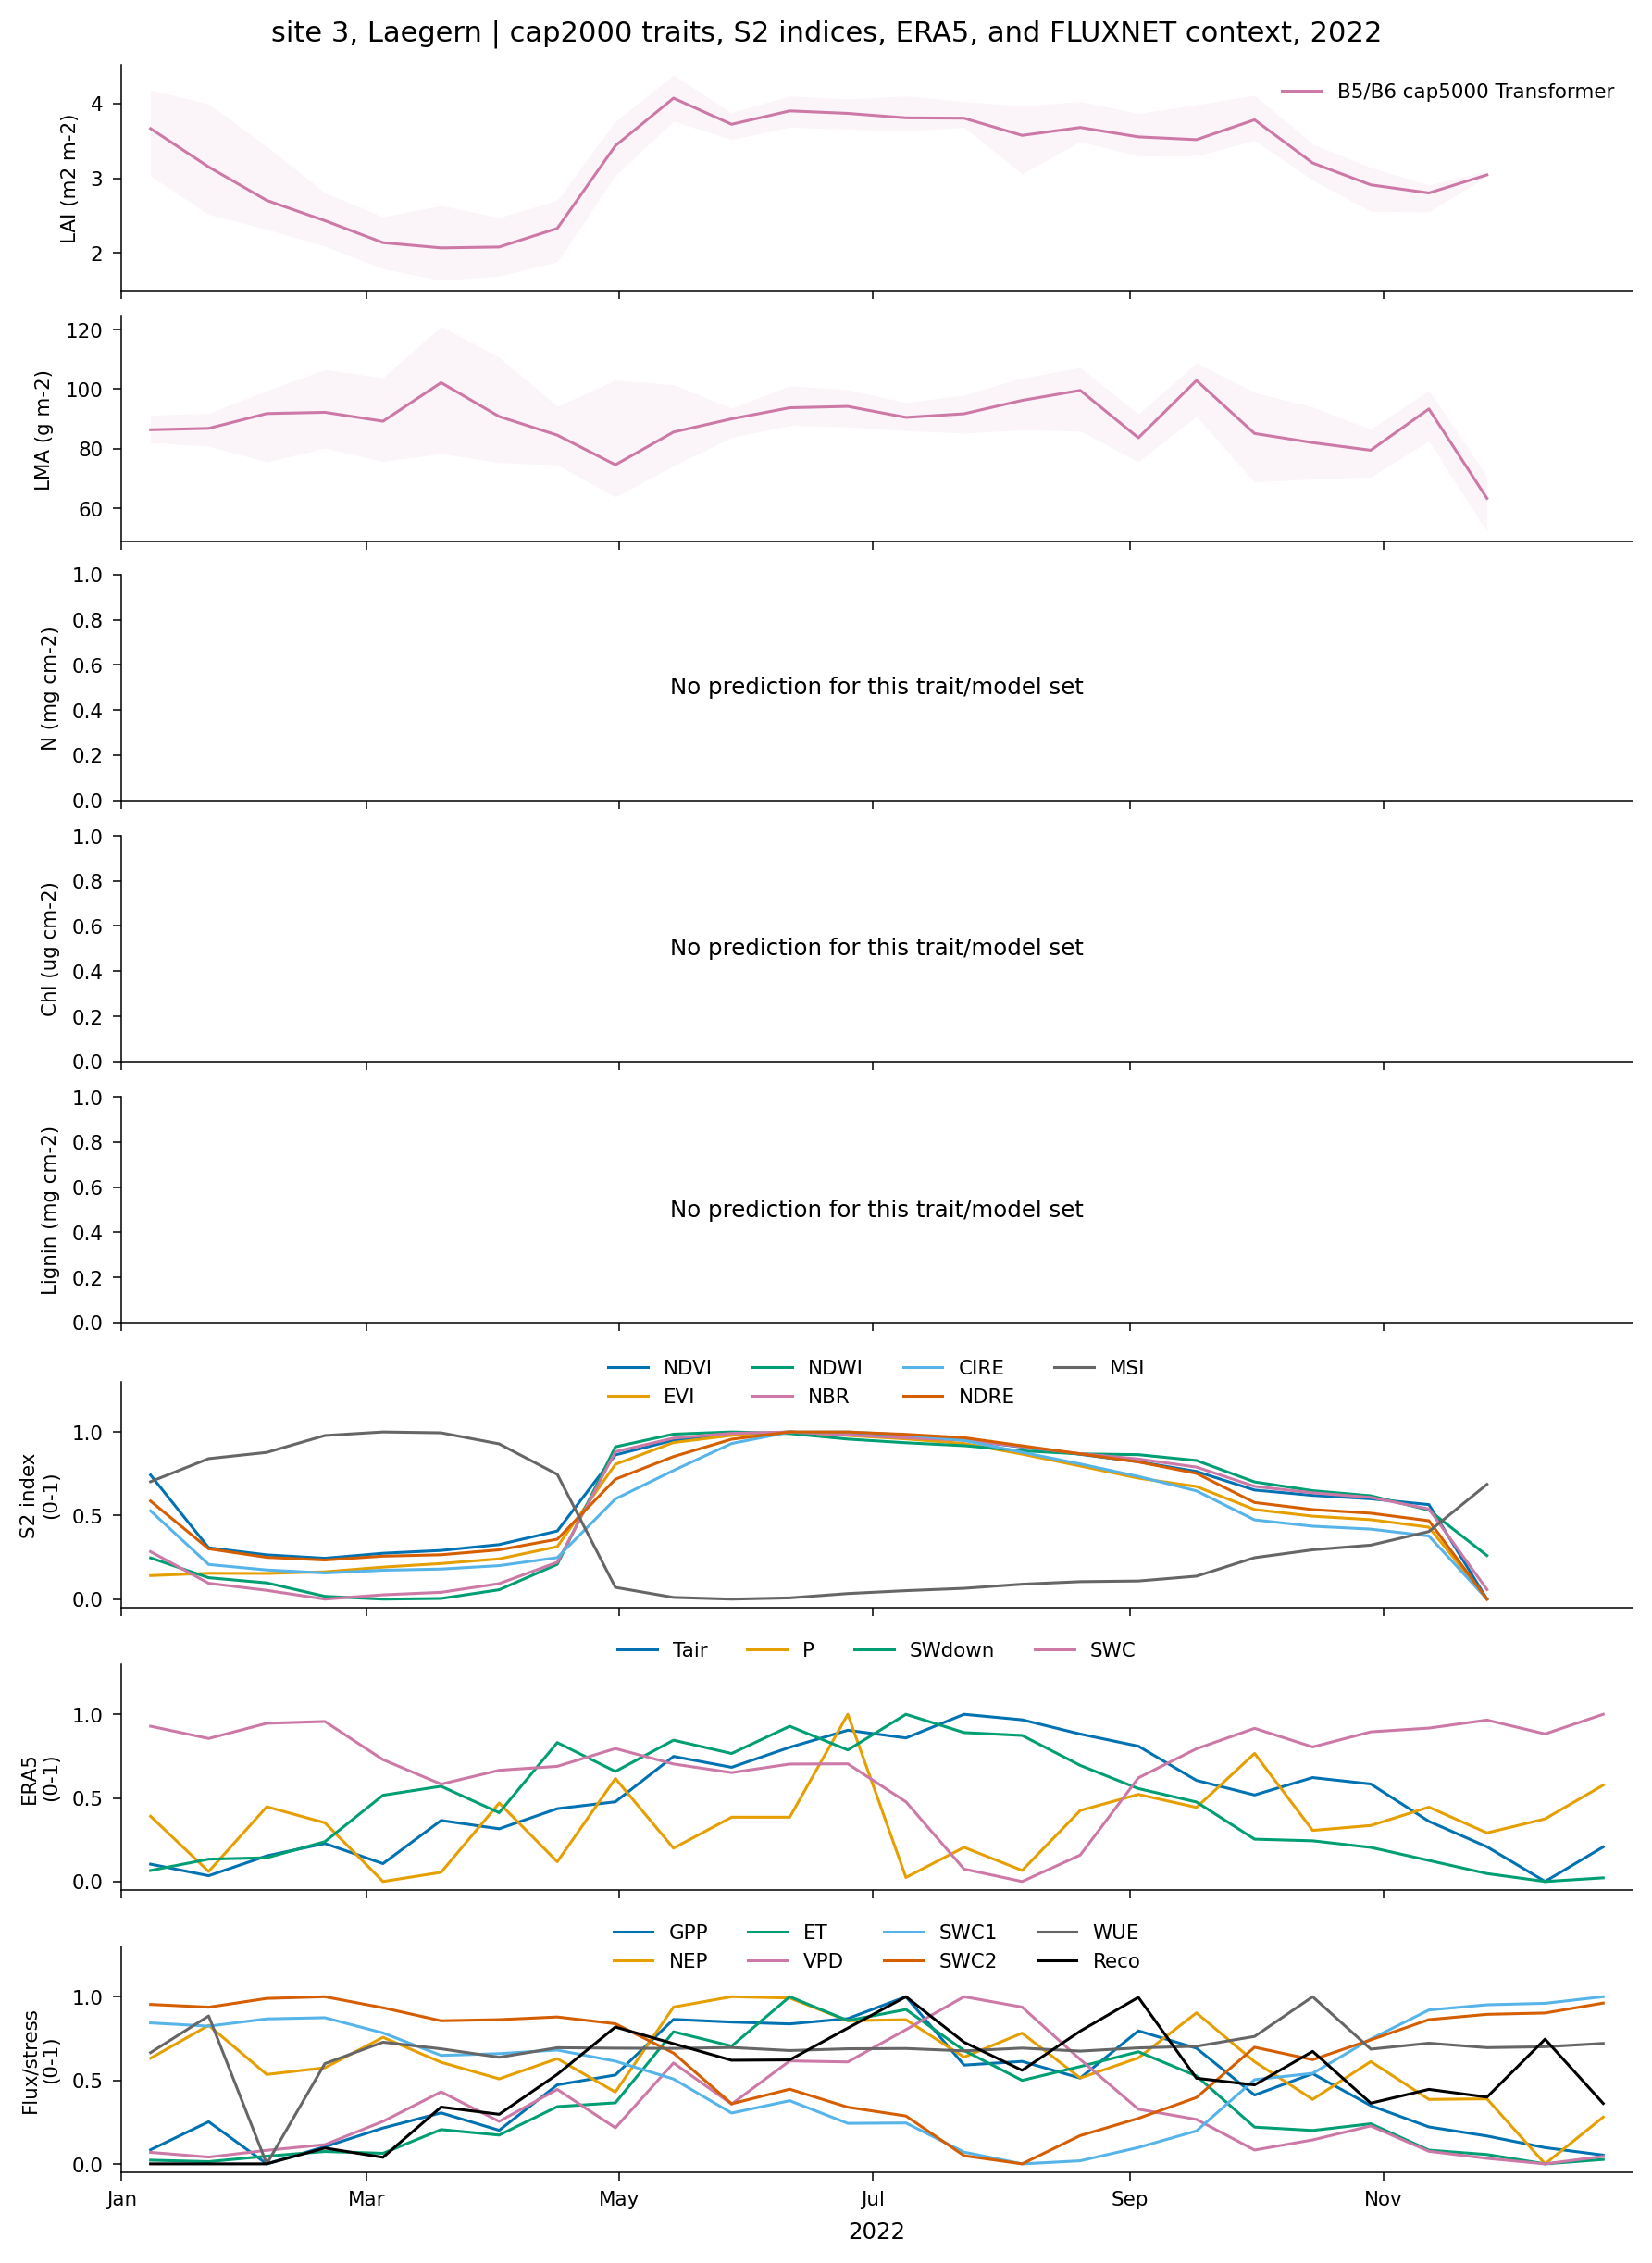 site 3, Laegern | cap2000 traits, S2 indices, ERA5, and FLUXNET context, 2022
B5/B6 cap5000 Transformer
LAI (m2 m-2)
4
3
2
LMA (g m-2)
120
100
80
60
N (mg cm-2)
1.0
0.8
0.6
0.4
0.2
0.0
No prediction for this trait/model set
Chl (ug cm-2)
1.0
0.8
0.6
0.4
0.2
0.0
No prediction for this trait/model set
Lignin (mg cm-2)
1.0
0.8
0.6
0.4
0.2
0.0
No prediction for this trait/model set
NDVI NDWI CIRE MSI
EVI NBR NDRE
S2 index
(0-1)
1.0
0.5
0.0
Tair P SWdown SWC
ERA5
(0-1)
1.0
0.5
0.0
GPP ET SWC1 WUE
NEP VPD SWC2 Reco
Flux/stress
(0-1)
1.0
0.5
0.0
Jan Mar May Jul Sep Nov
2022